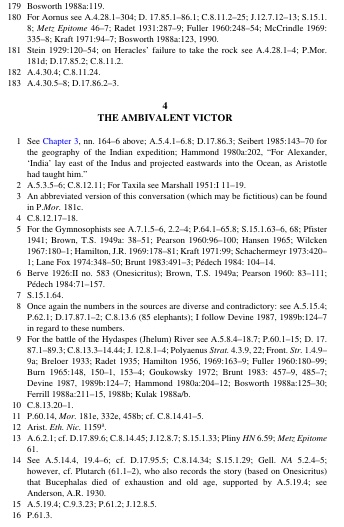 179 Bosworth 1988a:119.
180 For Aornus see A.4.28.1–304; D. 17.85.1–86.1; C.8.11.2–25; J.12.7.12–13; S.15.1.
8; Metz Epitome 46–7; Radet 1931:287–9; Fuller 1960:248–54; McCrindle 1969:
335–8; Kraft 1971:94–7; Bosworth 1988a:123, 1990.
181 Stein 1929:120–54; on Heracles’ failure to take the rock see A.4.28.1–4; P.Mor.
181d; D.17.85.2; C.8.11.2.
182 A.4.30.4; C.8.11.24.
183 A.4.30.5–8; D.17.86.2–3.
4
THE AMBIVALENT VICTOR
1 See Chapter 3, nn. 164–6 above; A.5.4.1–6.8; D.17.86.3; Seibert 1985:143–70 for
the geography of the Indian expedition; Hammond 1980a:202, “For Alexander,
‘India’ lay east of the Indus and projected eastwards into the Ocean, as Aristotle
had taught him.”
2 A.5.3.5–6; C.8.12.11; For Taxila see Marshall 1951:I 11–19.
3 An abbreviated version of this conversation (which may be fictitious) can be found
in P.Mor. 181c.
4 C.8.12.17–18.
5 For the Gymnosophists see A.7.1.5–6, 2.2–4; P.64.1–65.8; S.15.1.63–6, 68; Pfister
1941; Brown, T.S. 1949a: 38–51; Pearson 1960:96–100; Hansen 1965; Wilcken
1967:180–1; Hamilton, J.R. 1969:178–81; Kraft 1971:99; Schachermeyr 1973:420–
1; Lane Fox 1974:348–50; Brunt 1983:491–3; Pédech 1984: 104–14.
6 Berve 1926:II no. 583 (Onesicritus); Brown, T.S. 1949a; Pearson 1960: 83–111;
Pédech 1984:71–157.
7 S.15.1.64.
8 Once again the numbers in the sources are diverse and contradictory: see A.5.15.4;
P.62.1; D.17.87.1–2; C.8.13.6 (85 elephants); I follow Devine 1987, 1989b:124–7
in regard to these numbers.
9 For the battle of the Hydaspes (Jhelum) River see A.5.8.4–18.7; P.60.1–15; D. 17.
87.1–89.3; C.8.13.3–14.44; J. 12.8.1–4; Polyaenus Strat. 4.3.9, 22; Front. Str. 1.4.9–
9a; Breloer 1933; Radet 1935; Hamilton 1956, 1969:163–9; Fuller 1960:180–99;
Burn 1965:148, 150–1, 153–4; Goukowsky 1972; Brunt 1983: 457–9, 485–7;
Devine 1987, 1989b:124–7; Hammond 1980a:204–12; Bosworth 1988a:125–30;
Ferrill 1988a:211–15, 1988b; Kulak 1988a/b.
10 C.8.13.20–1.
11 P.60.14, Mor. 181e, 332e, 458b; cf. C.8.14.41–5.
12 Arist. Eth. Nic. 1159ª.
13 A.6.2.1; cf. D.17.89.6; C.8.14.45; J.12.8.7; S.15.1.33; Pliny HN 6.59; Metz Epitome
61.
14 See A.5.14.4, 19.4–6; cf. D.17.95.5; C.8.14.34; S.15.1.29; Gell. NA 5.2.4–5;
however, cf. Plutarch (61.1–2), who also records the story (based on Onesicritus)
that Bucephalas died of exhaustion and old age, supported by A.5.19.4; see
Anderson, A.R. 1930.
15 A.5.19.4; C.9.3.23; P.61.2; J.12.8.5.
16 P.61.3.